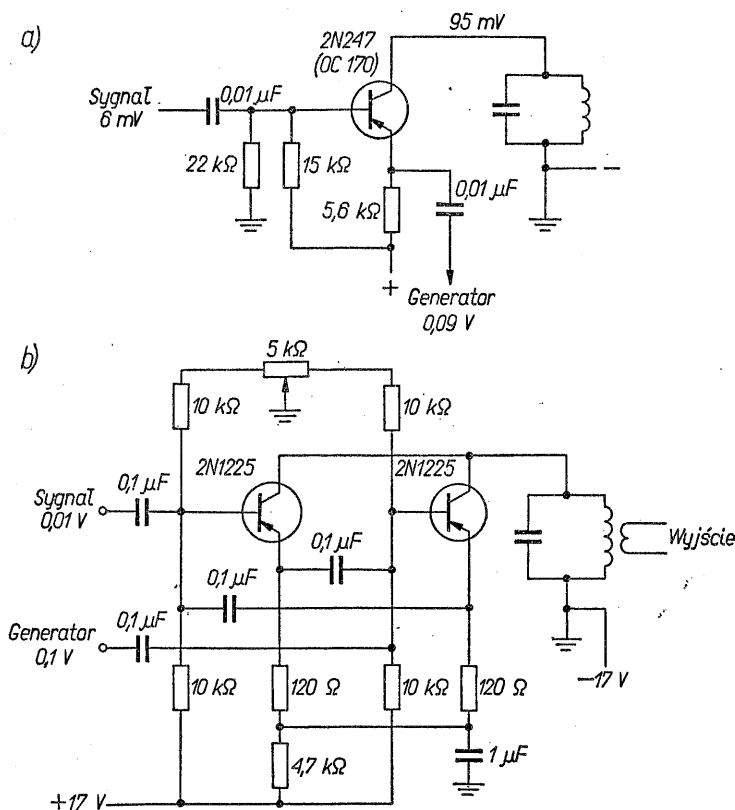 a)
2N247
(OC 170)
95 mV
Sygnał
6 mV
0,01 μF
22 kΩ
15 kΩ
5,6 kΩ
0,01 μF
+
−
Generator
0,09 V
b)
5 kΩ
10 kΩ
10 kΩ
2N1225
2N1225
Sygnał
0,01 V
0,1 μF
0,1 μF
0,1 μF
Wyjście
Generator
0,1 V
0,1 μF
10 kΩ
120 Ω
10 kΩ
120 Ω
−17 V
4,7 kΩ
1 μF
+17 V